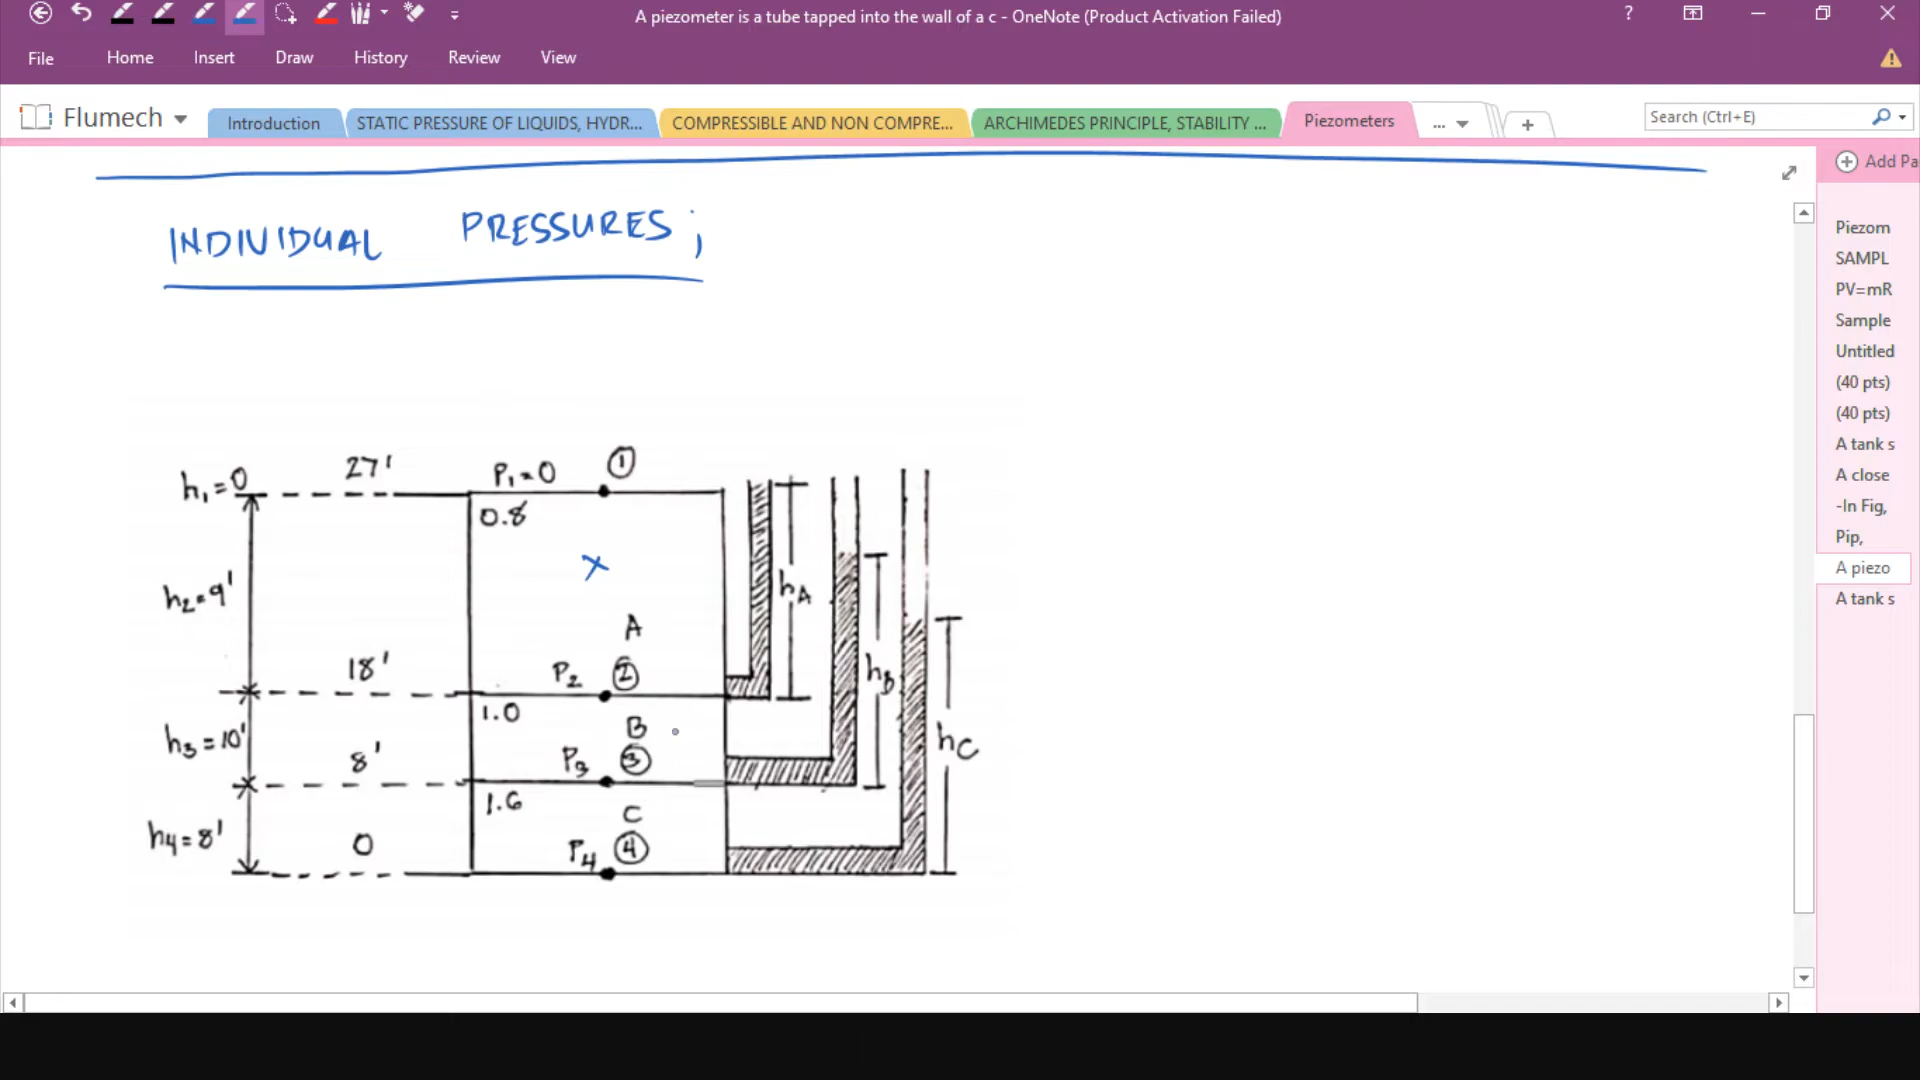 A piezometer is a tube tapped into the wall of a c - OneNote (Product Activation Failed)
?
File Home Insert Draw History Review View
Flumech
Introduction
STATIC PRESSURE OF LIQUIDS, HYDR...
COMPRESSIBLE AND NON COMPRE...
ARCHIMEDES PRINCIPLE, STABILITY ...
Piezometers
...
Search (Ctrl+E)
Add Pa
Piezom
SAMPL
PV=mR
Sample
Untitled
(40 pts)
(40 pts)
A tank s
A close
-In Fig,
Pip,
A piezo
A tank s
INDIVIDUAL PRESSURES;
h1=0 27' P1=0 ①
0.8
x
h2=9' hA
A
18' P2 ② hB
1.0
B
h3=10' 8' P3 ③ hC
1.6
C
h4=8' 0 P4 ④